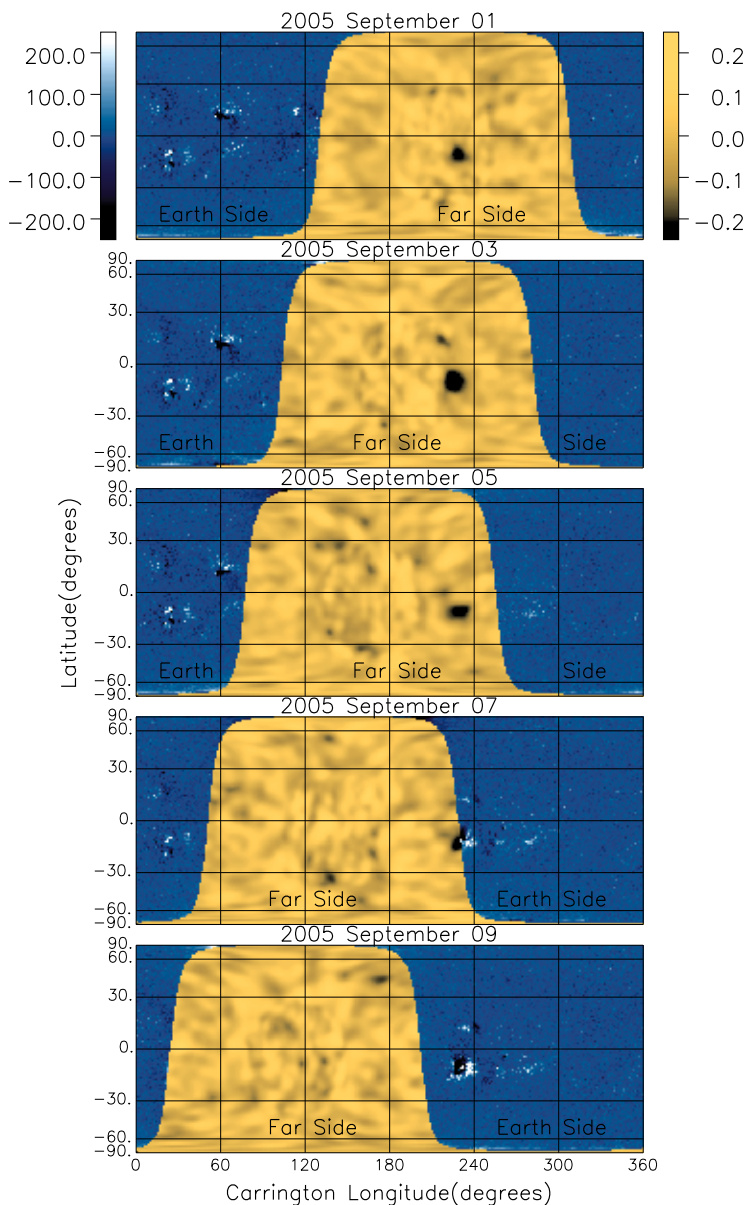 2005 September 01
200.0
100.0
0.0
−100.0
−200.0
0.2
0.1
0.0
−0.1
−0.2
Earth Side
Far Side
2005 September 03
90.
60.
30.
0.
−30.
−60.
−90.
Earth
Far Side
Side
2005 September 05
90.
60.
30.
0.
−30.
−60.
−90.
Earth
Far Side
Side
Latitude(degrees)
2005 September 07
90.
60.
30.
0.
−30.
−60.
−90.
Far Side
Earth Side
2005 September 09
90.
60.
30.
0.
−30.
−60.
−90.
Far Side
Earth Side
0 60 120 180 240 300 360
Carrington Longitude(degrees)